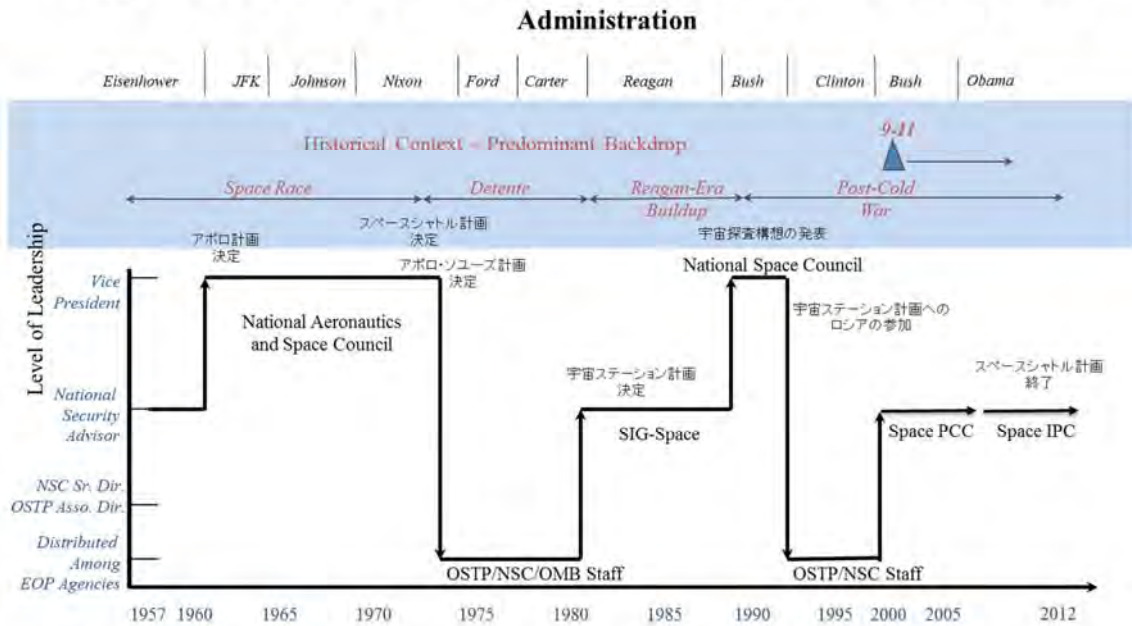 Administration
Eisenhower JFK Johnson Nixon Ford Carter Reagan Bush Clinton Bush Obama
9-11
Historical Context – Predominant Backdrop
Space Race
Detente
Reagan-Era
Buildup
Post-Cold
War
アポロ計画
決定
スペースシャトル計画
決定
アポロ・ソユーズ計画
決定
宇宙探査構想の発表
National Space Council
Level of Leadership
Vice
President
National Aeronautics
and Space Council
宇宙ステーション計画への
ロシアの参加
宇宙ステーション計画
決定
スペースシャトル計画
終了
National
Security
Advisor
SIG-Space
Space PCC
Space IPC
NSC Sr. Dir.
OSTP Asso. Dir.
Distributed
Among
EOP Agencies
OSTP/NSC/OMB Staff
OSTP/NSC Staff
1957 1960 1965 1970 1975 1980 1985 1990 1995 2000 2005 2012